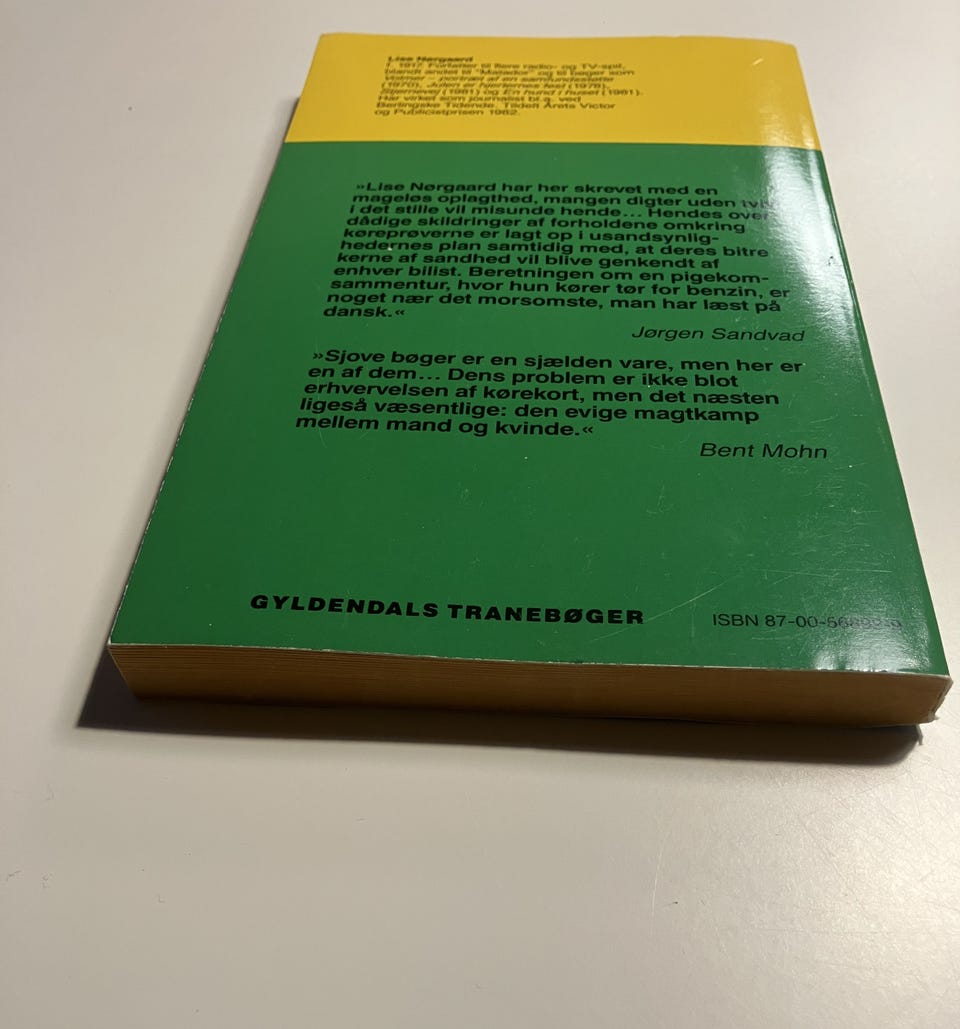 Lise Nørgaard
f. 1917. Forfatter til flere radio- og TV-spil,
blandt andet til "Matador" og til bøger som
Volmer – portræt af en samfundsstøtte
(1970), Julen er hjerternes fest (1978),
Stjernevej (1981) og En hund i huset (1981).
Har virket som journalist bl.a. ved
Berlingske Tidende. Tildelt Årets Victor
og Publicistprisen 1982.
»Lise Nørgaard har her skrevet med en
mageløs oplagthed, mangen digter uden tvivl
i det stille vil misunde hende... Hendes over-
dådige skildringer af forholdene omkring
køreprøverne er lagt op i usandsynlig-
hedernes plan samtidig med, at deres bitre
kerne af sandhed vil blive genkendt af
enhver bilist. Beretningen om en pigekom-
sammentur, hvor hun kører tør for benzin, er
noget nær det morsomste, man har læst på
dansk.«
Jørgen Sandvad
»Sjove bøger er en sjælden vare, men her er
en af dem... Dens problem er ikke blot
erhvervelsen af kørekort, men det næsten
ligeså væsentlige: den evige magtkamp
mellem mand og kvinde.«
Bent Mohn
GYLDENDALS TRANEBØGER
ISBN